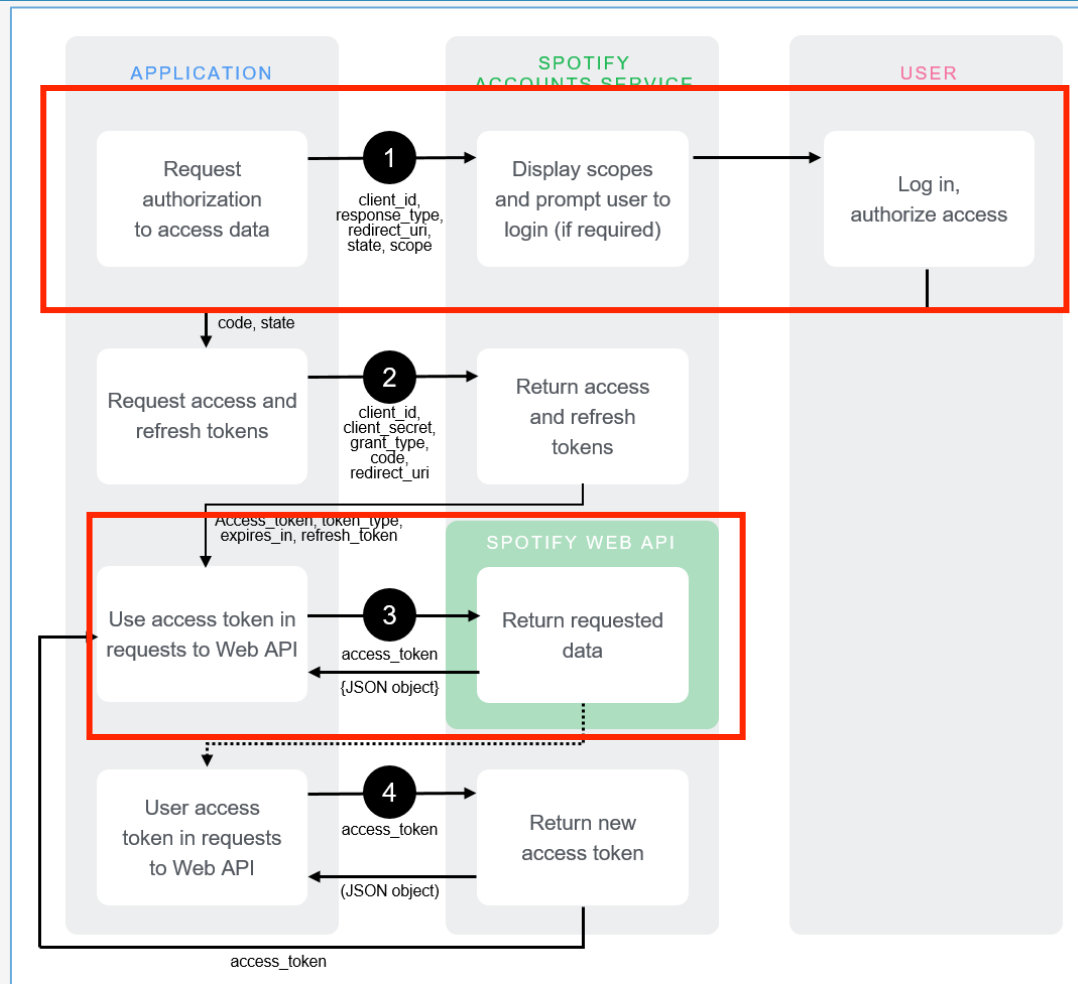 APPLICATION
SPOTIFY
ACCOUNTS SERVICE
USER
Request
authorization
to access data
1
client_id,
response_type,
redirect_uri,
state, scope
Display scopes
and prompt user to
login (if required)
Log in,
authorize access
code, state
Request access and
refresh tokens
2
client_id,
client_secret,
grant_type,
code,
redirect_uri
Return access
and refresh
tokens
Access_token, token_type,
expires_in, refresh_token
SPOTIFY WEB API
Use access token in
requests to Web API
3
access_token
{JSON object}
Return requested
data
User access
token in requests
to Web API
4
access_token
(JSON object)
Return new
access token
access_token